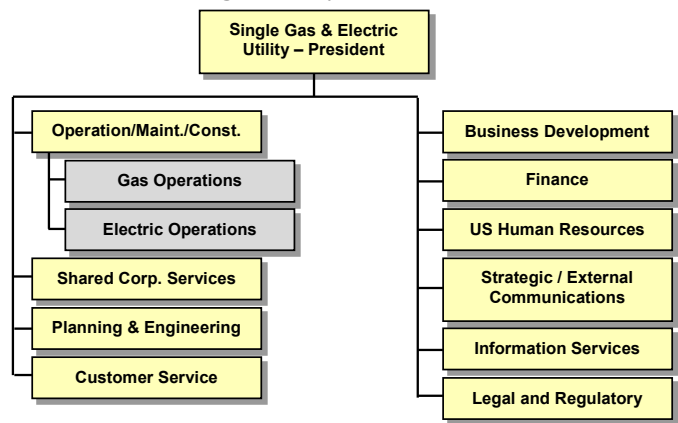 Single Gas & Electric
Utility – President
Operation/Maint./Const.
Gas Operations
Electric Operations
Shared Corp. Services
Planning & Engineering
Customer Service
Business Development
Finance
US Human Resources
Strategic / External
Communications
Information Services
Legal and Regulatory